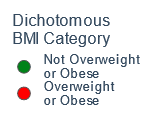 Dichotomous
BMI Category
Not Overweight
or Obese
Overweight
or Obese